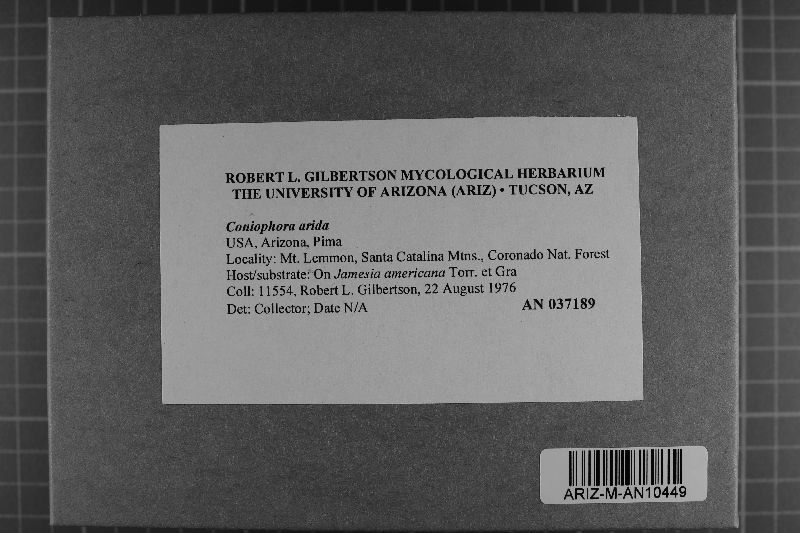 ROBERT L. GILBERTSON MYCOLOGICAL HERBARIUM
THE UNIVERSITY OF ARIZONA (ARIZ) • TUCSON, AZ
Coniophora arida
USA, Arizona, Pima
Locality: Mt. Lemmon, Santa Catalina Mtns., Coronado Nat. Forest
Host/substrate: On Jamesia americana Torr. et Gra
Coll: 11554, Robert L. Gilbertson, 22 August 1976
Det: Collector; Date N/A AN 037189
ARIZ-M-AN10449